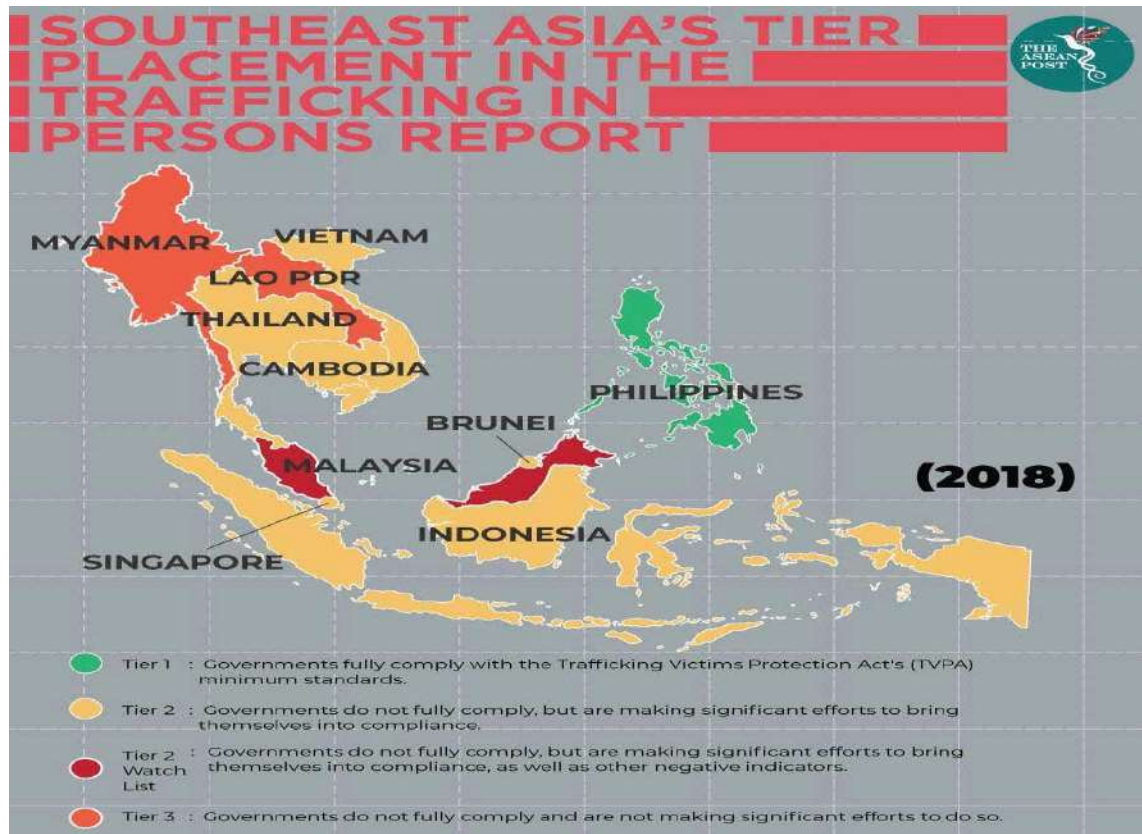 SOUTHEAST ASIA'S TIER
PLACEMENT IN THE
TRAFFICKING IN
PERSONS REPORT
THE
ASEAN
POST
MYANMAR
VIETNAM
LAO PDR
THAILAND
CAMBODIA
PHILIPPINES
BRUNEI
MALAYSIA
(2018)
INDONESIA
SINGAPORE
Tier 1 : Governments fully comply with the Trafficking Victims Protection Act's (TVPA)
minimum standards.
Tier 2 : Governments do not fully comply, but are making significant efforts to bring
themselves into compliance.
Tier 2 : Governments do not fully comply, but are making significant efforts to bring
Watch themselves into compliance, as well as other negative indicators.
List
Tier 3 : Governments do not fully comply and are not making significant efforts to do so.